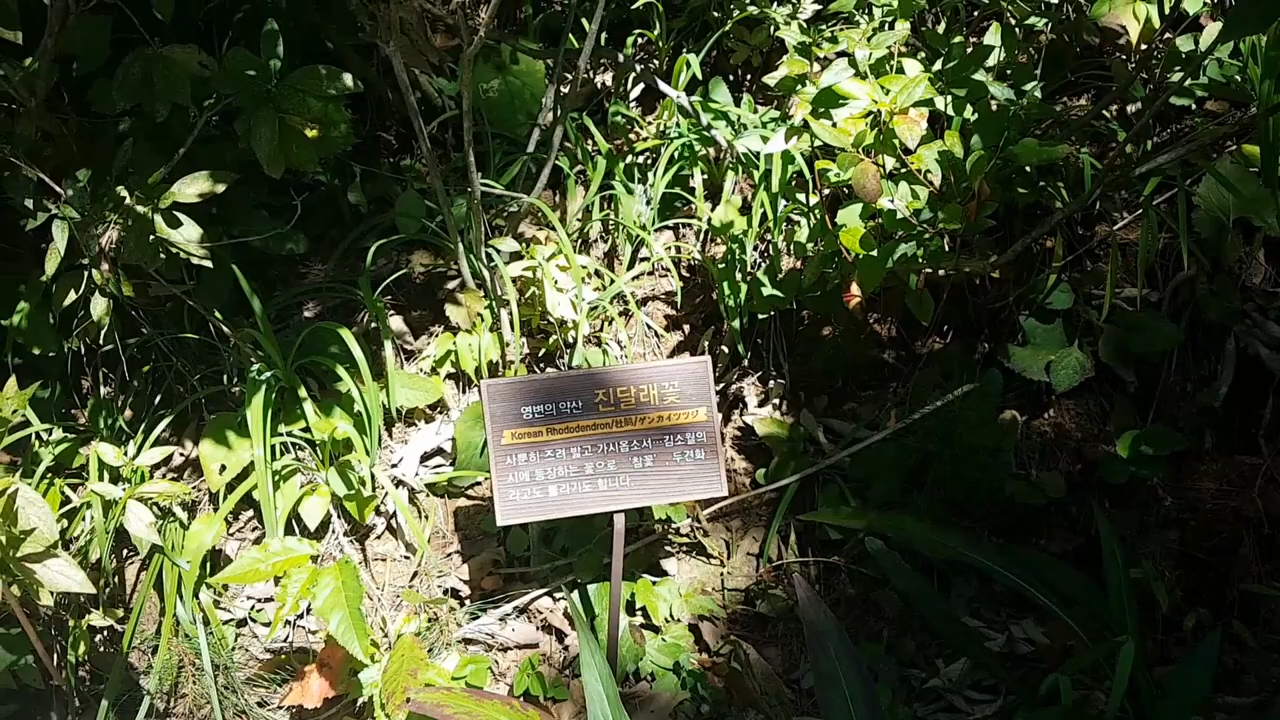 영변의 약산 진달래꽃
Korean Rhododendron/杜鹃/ゲンカイツツジ
사뿐히 즈려 밟고 가시옵소서…김소월의
시에 등장하는 꽃으로 '참꽃', 두견화
라고도 불리기도 합니다.